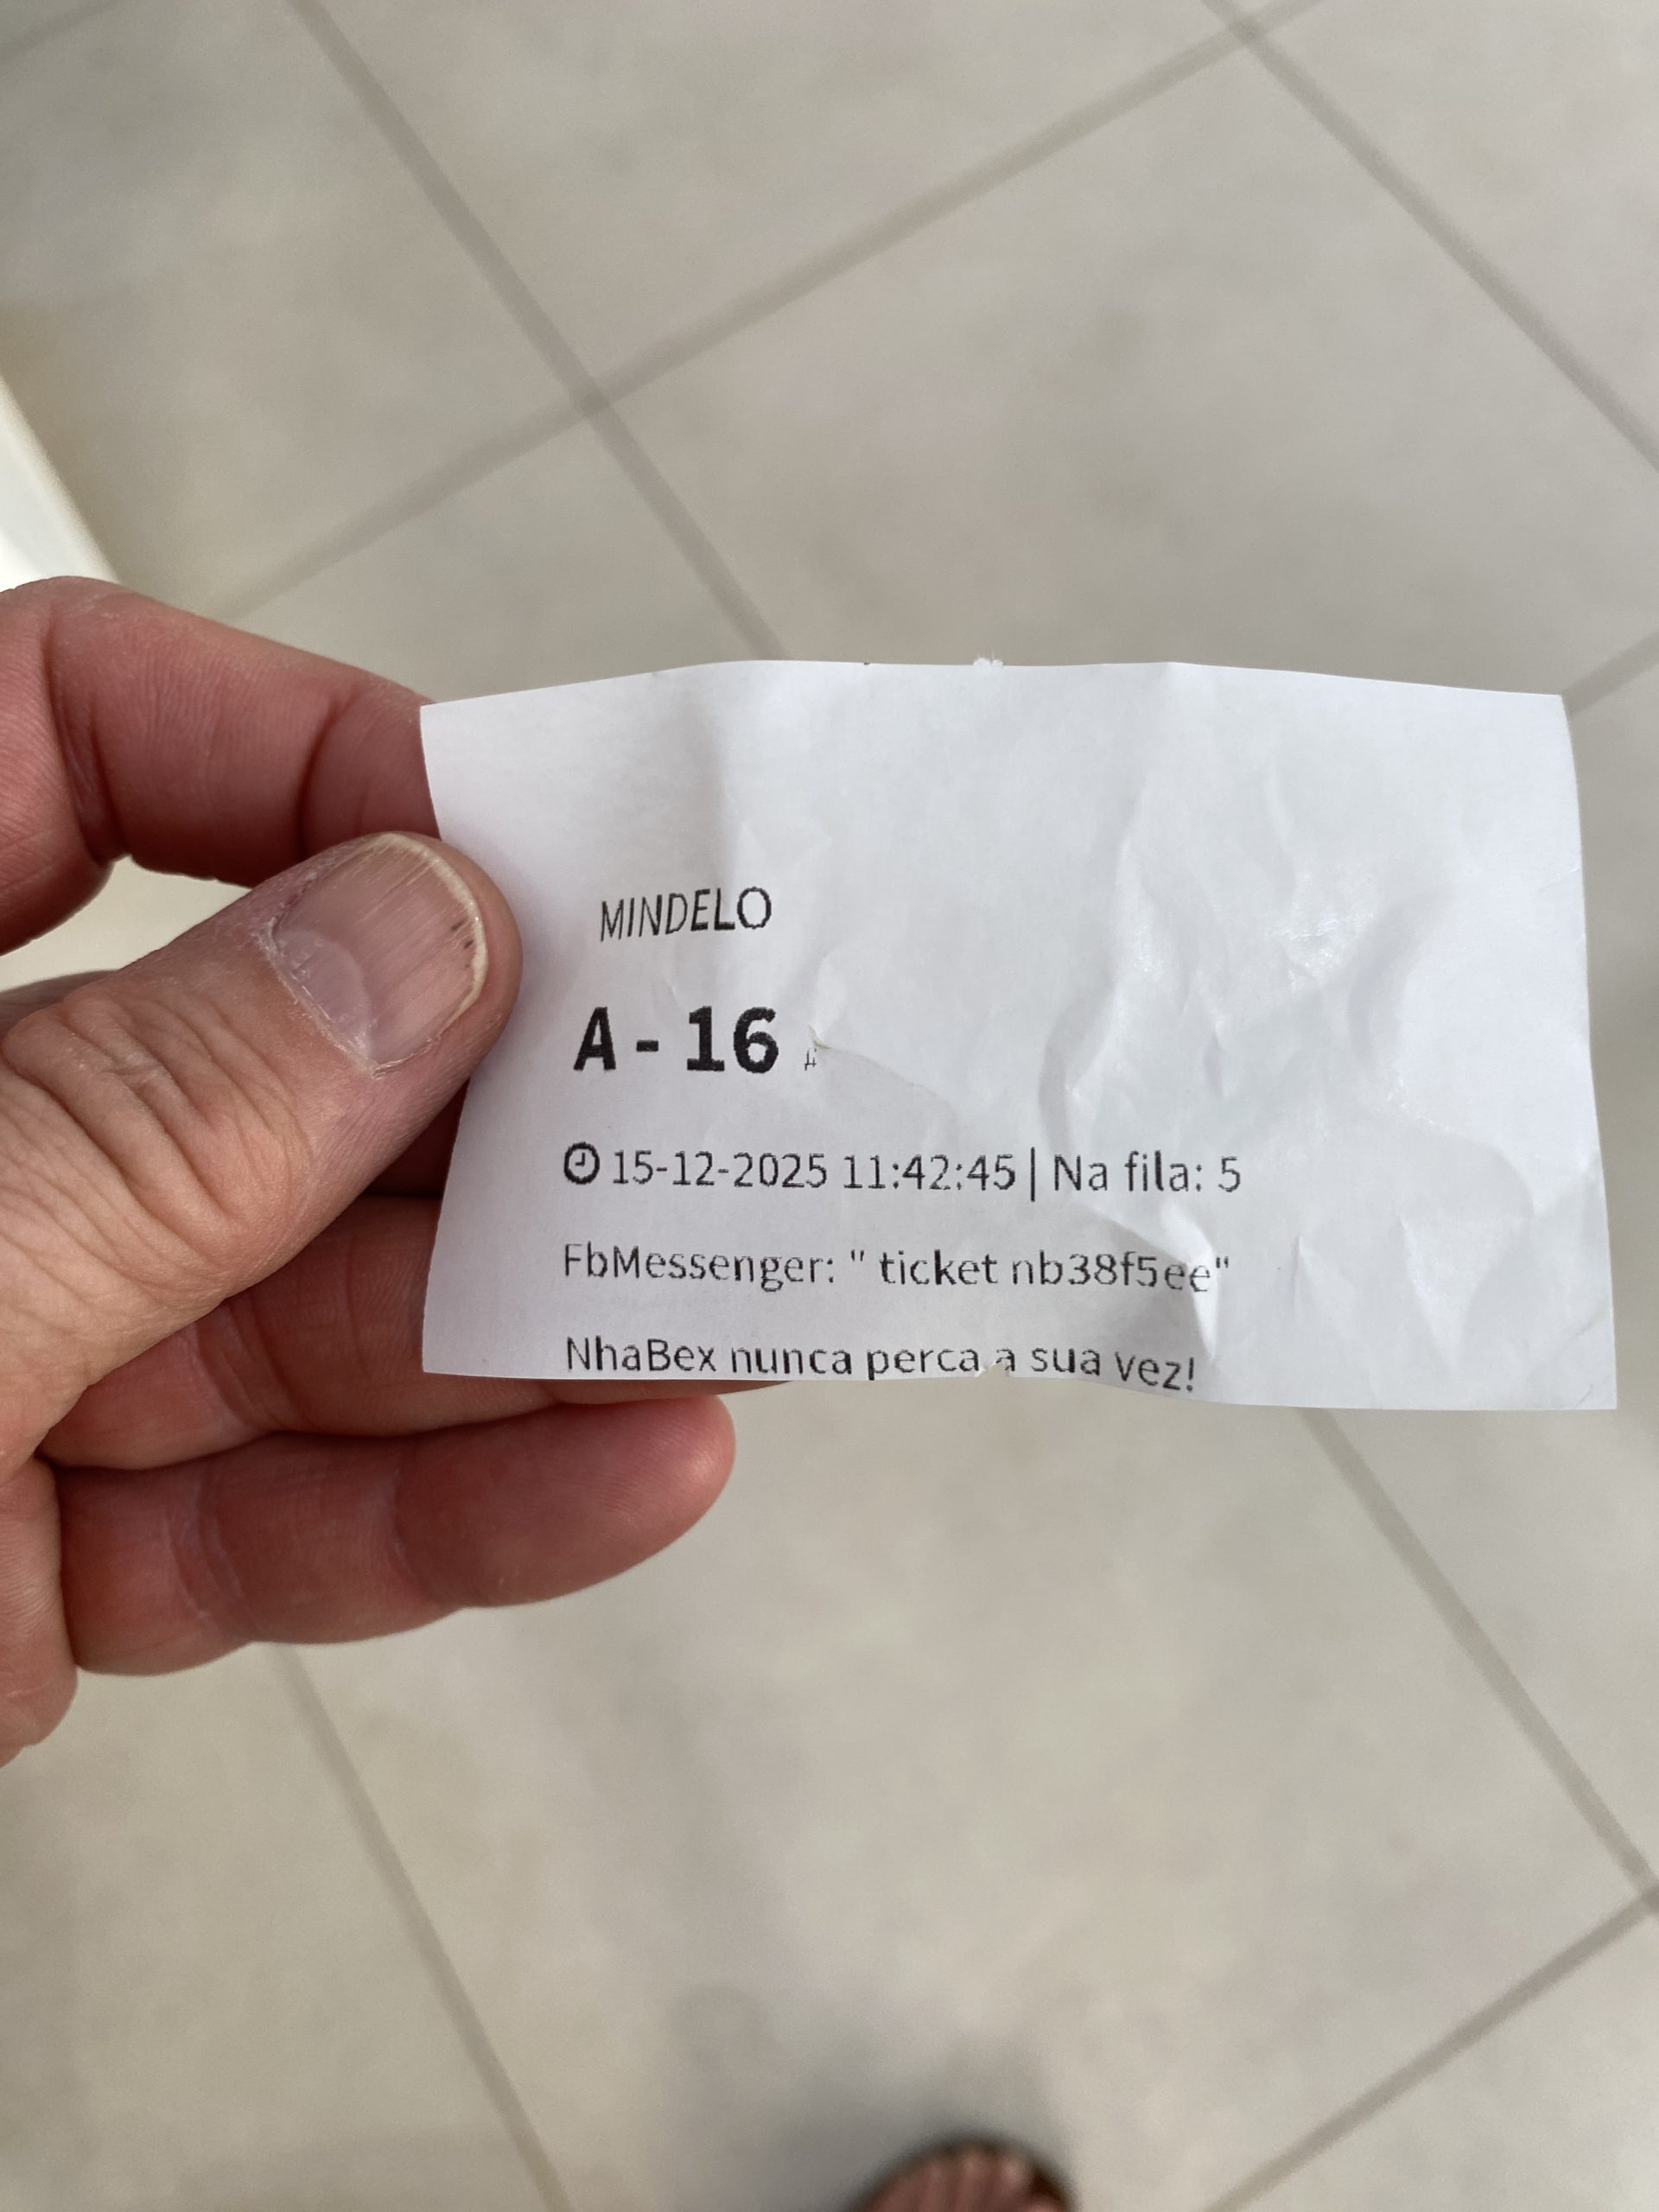 MINDELO
A - 16
15-12-2025 11:42:45 | Na fila: 5
FbMessenger: " ticket nb38f5ee"
NhaBex nunca perca a sua vez!